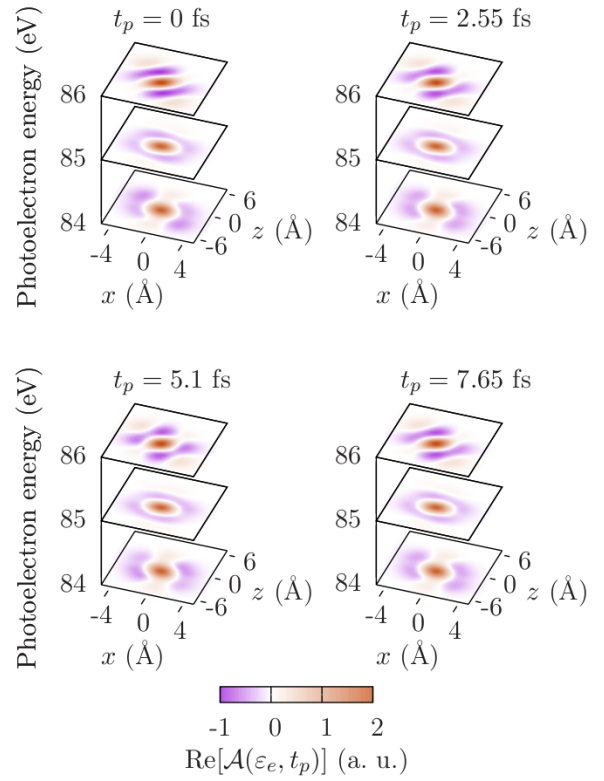 t_p = 0 fs
t_p = 2.55 fs
Photoelectron energy (eV)
86
85
84
-4
0
4
x (Å)
6
0
-6
z (Å)
86
85
84
-4
0
4
x (Å)
6
0
-6
z (Å)
t_p = 5.1 fs
t_p = 7.65 fs
Photoelectron energy (eV)
86
85
84
-4
0
4
x (Å)
6
0
-6
z (Å)
86
85
84
-4
0
4
x (Å)
6
0
-6
z (Å)
-1 0 1 2
Re[𝒜(ε_e, t_p)] (a. u.)